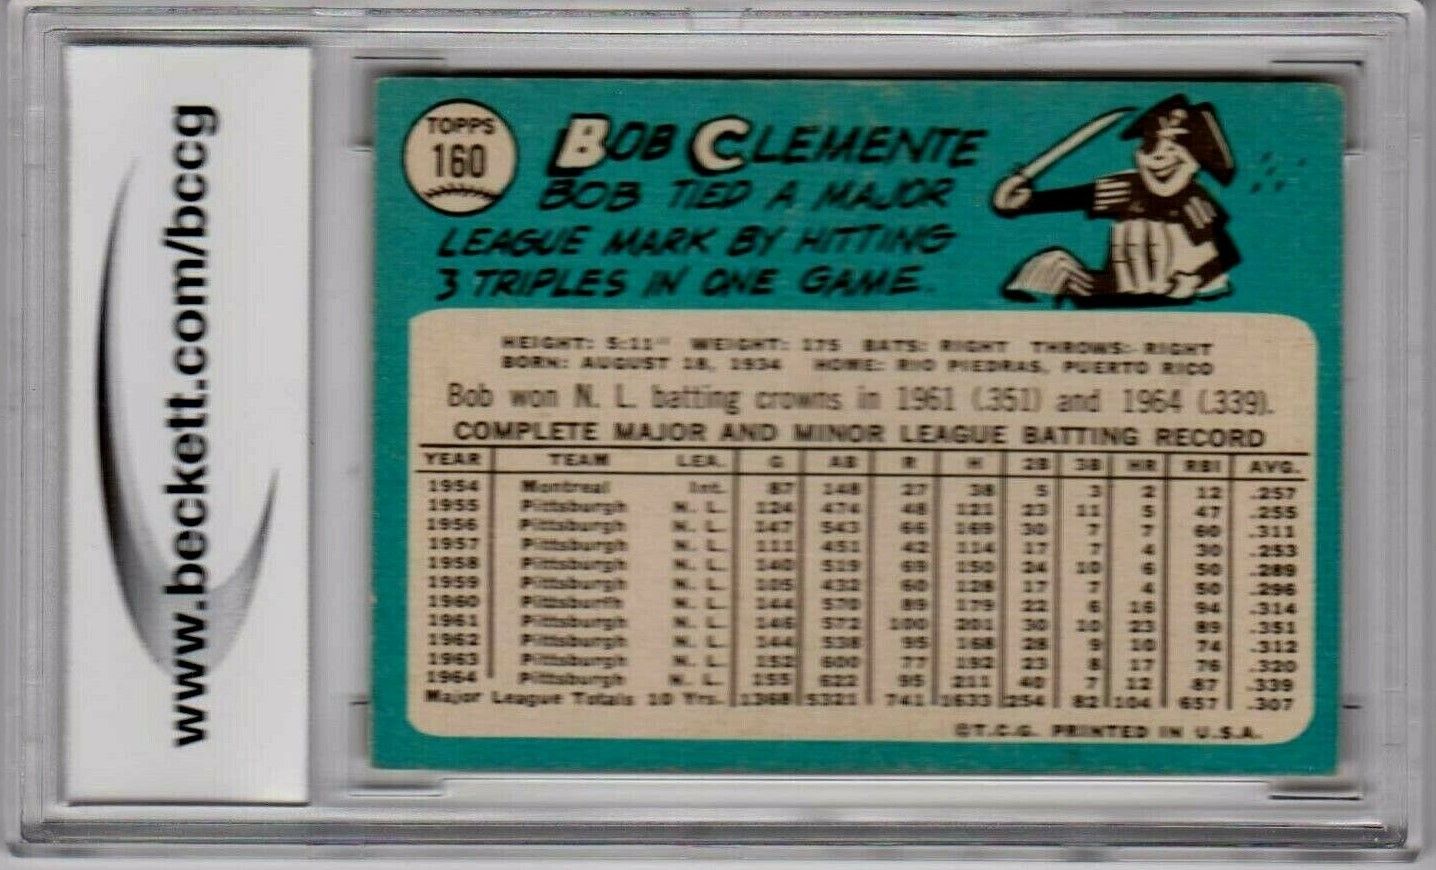 www.beckett.com/bccg
TOPPS
160
BOB CLEMENTE
BOB TIED A MAJOR
LEAGUE MARK BY HITTING
3 TRIPLES IN ONE GAME.
HEIGHT: 5:11" WEIGHT: 175 BATS: RIGHT THROWS: RIGHT
BORN: AUGUST 18, 1934 HOME: RIO PIEDRAS, PUERTO RICO
Bob won N. L. batting crowns in 1961 (.351) and 1964 (.339).
COMPLETE MAJOR AND MINOR LEAGUE BATTING RECORD
YEAR TEAM LEA. G AB R H 2B 3B HR RBI AVG.
1954 Montreal Int. 87 148 27 38 5 3 2 12 .257
1955 Pittsburgh N. L. 124 474 48 121 23 11 5 47 .255
1956 Pittsburgh N. L. 147 543 66 169 30 7 7 60 .311
1957 Pittsburgh N. L. 111 451 42 114 17 7 4 30 .253
1958 Pittsburgh N. L. 140 519 69 150 24 10 6 50 .289
1959 Pittsburgh N. L. 105 432 60 128 17 7 4 50 .296
1960 Pittsburfh N. L. 144 570 89 179 22 6 16 94 .314
1961 Pittsburgh N. L. 146 572 100 201 30 10 23 89 .351
1962 Pittsburgh N. L. 144 538 95 168 28 9 10 74 .312
1963 Pittsburgh N. L. 152 600 77 192 23 8 17 76 .320
1964 Pittsburgh N. L. 155 622 95 211 40 7 12 87 .339
Major League Totals 10 Yrs. 1368 5321 741 1633 254 82 104 657 .307
©T.C.G. PRINTED IN U.S.A.